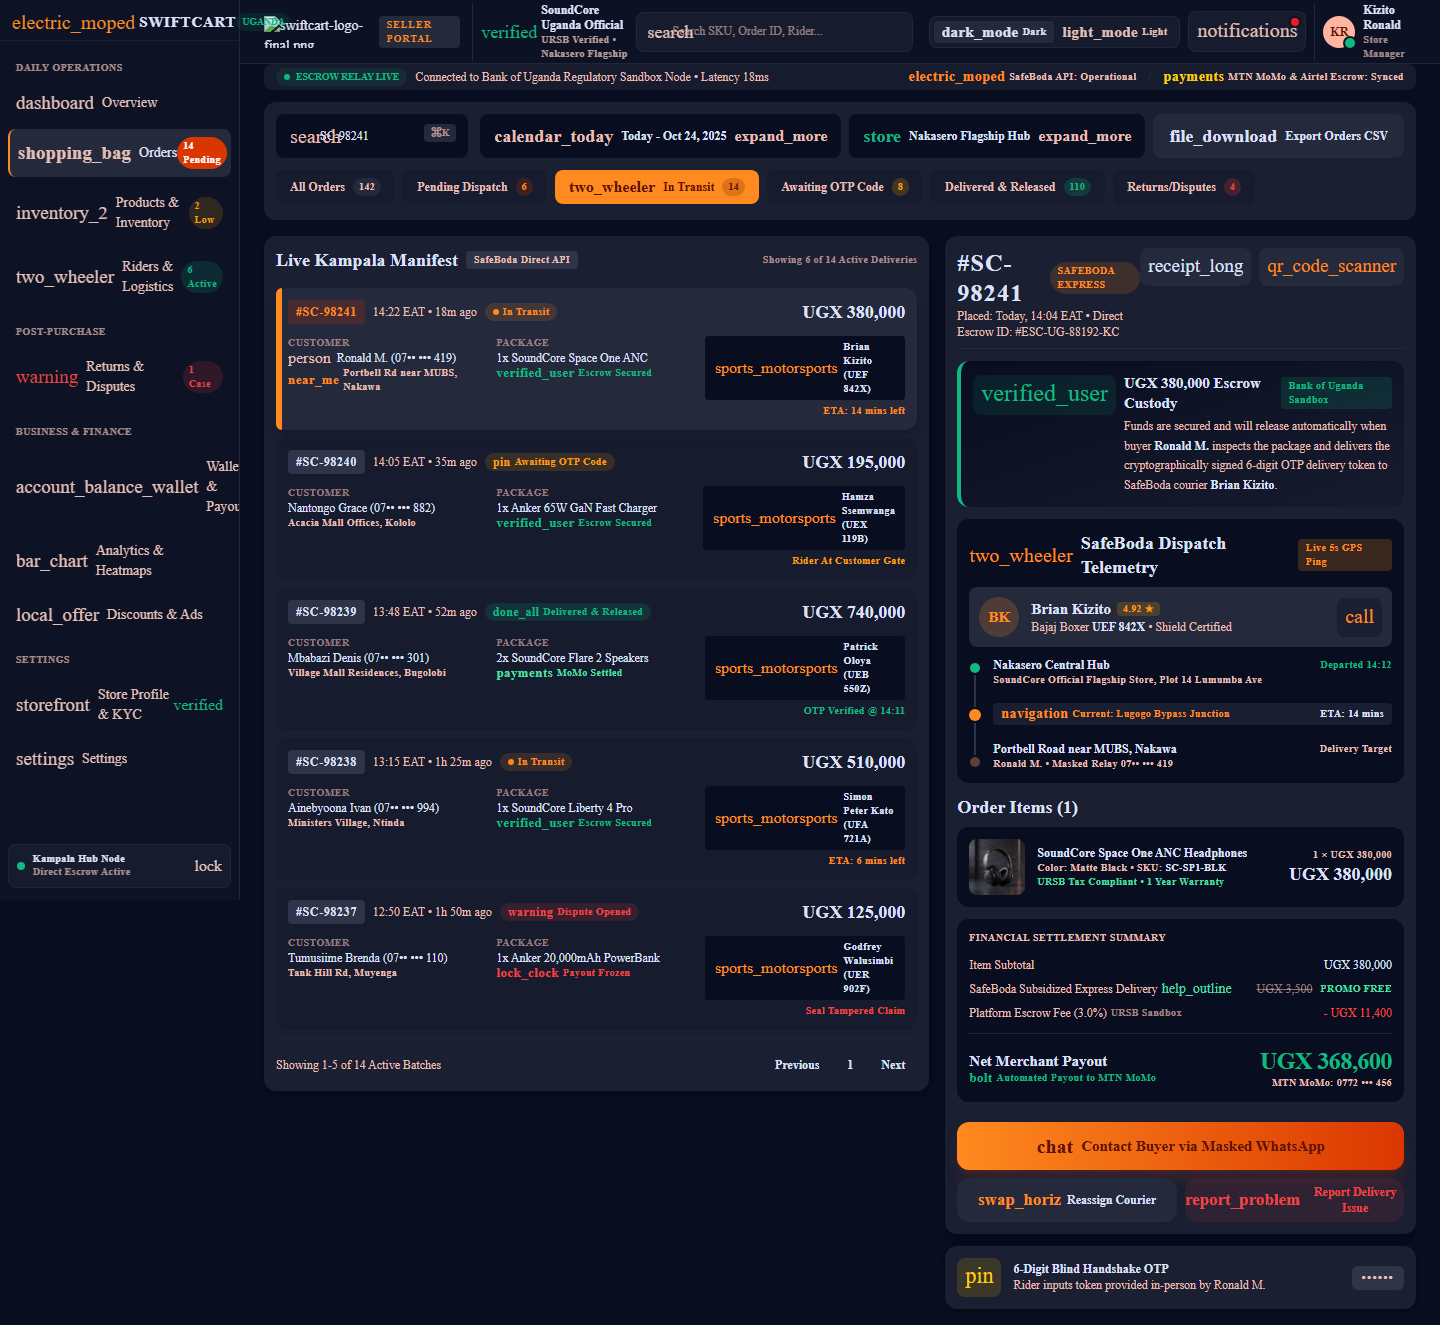 electric_moped SWIFTCART UGANDA
DAILY OPERATIONS
dashboard Overview
shopping_bag Orders 14 Pending
inventory_2 Products & Inventory 2 Low
two_wheeler Riders & Logistics 6 Active
POST-PURCHASE
warning Returns & Disputes 1 Case
BUSINESS & FINANCE
account_balance_wallet Walle & Payou
bar_chart Analytics & Heatmaps
local_offer Discounts & Ads
SETTINGS
storefront Store Profile & KYC verified
settings Settings
Kampala Hub Node
Direct Escrow Active
lock
swiftcart-logo-final.png
SELLER PORTAL
verified SoundCore Uganda Official
URSB Verified • Nakasero Flagship
search Search SKU, Order ID, Rider...
dark_mode Dark light_mode Light
notifications
KR Kizito Ronald
Store Manager
ESCROW RELAY LIVE Connected to Bank of Uganda Regulatory Sandbox Node • Latency 18ms
electric_moped SafeBoda API: Operational / payments MTN MoMo & Airtel Escrow: Synced
search SC-98241 ⌘K
calendar_today Today - Oct 24, 2025 expand_more
store Nakasero Flagship Hub expand_more
file_download Export Orders CSV
All Orders 142
Pending Dispatch 6
two_wheeler In Transit 14
Awaiting OTP Code 8
Delivered & Released 110
Returns/Disputes 4
Live Kampala Manifest SafeBoda Direct API
Showing 6 of 14 Active Deliveries
#SC-98241 14:22 EAT • 18m ago In Transit UGX 380,000
CUSTOMER
person Ronald M. (07•• ••• 419)
near_me Portbell Rd near MUBS, Nakawa
PACKAGE
1x SoundCore Space One ANC
verified_user Escrow Secured
sports_motorsports Brian Kizito (UEF 842X)
ETA: 14 mins left
#SC-98240 14:05 EAT • 35m ago pin Awaiting OTP Code UGX 195,000
CUSTOMER
Nantongo Grace (07•• ••• 882)
Acacia Mall Offices, Kololo
PACKAGE
1x Anker 65W GaN Fast Charger
verified_user Escrow Secured
sports_motorsports Hamza Ssemwanga (UEX 119B)
Rider At Customer Gate
#SC-98239 13:48 EAT • 52m ago done_all Delivered & Released UGX 740,000
CUSTOMER
Mbabazi Denis (07•• ••• 301)
Village Mall Residences, Bugolobi
PACKAGE
2x SoundCore Flare 2 Speakers
payments MoMo Settled
sports_motorsports Patrick Oloya (UEB 550Z)
OTP Verified @ 14:11
#SC-98238 13:15 EAT • 1h 25m ago In Transit UGX 510,000
CUSTOMER
Ainebyoona Ivan (07•• ••• 994)
Ministers Village, Ntinda
PACKAGE
1x SoundCore Liberty 4 Pro
verified_user Escrow Secured
sports_motorsports Simon Peter Kato (UFA 721A)
ETA: 6 mins left
#SC-98237 12:50 EAT • 1h 50m ago warning Dispute Opened UGX 125,000
CUSTOMER
Tumusiime Brenda (07•• ••• 110)
Tank Hill Rd, Muyenga
PACKAGE
1x Anker 20,000mAh PowerBank
lock_clock Payout Frozen
sports_motorsports Godfrey Walusimbi (UER 902F)
Seal Tampered Claim
Showing 1-5 of 14 Active Batches
Previous 1 Next
#SC-98241
SAFEBODA EXPRESS
receipt_long
qr_code_scanner
Placed: Today, 14:04 EAT • Direct
Escrow ID: #ESC-UG-88192-KC
verified_user UGX 380,000 Escrow Custody
Bank of Uganda Sandbox
Funds are secured and will release automatically when
buyer Ronald M. inspects the package and delivers the
cryptographically signed 6-digit OTP delivery token to
SafeBoda courier Brian Kizito.
two_wheeler SafeBoda Dispatch Telemetry
Live 5s GPS Ping
BK Brian Kizito 4.92 ★
Bajaj Boxer UEF 842X • Shield Certified
call
Nakasero Central Hub Departed 14:12
SoundCore Official Flagship Store, Plot 14 Lumumba Ave
navigation Current: Lugogo Bypass Junction ETA: 14 mins
Portbell Road near MUBS, Nakawa Delivery Target
Ronald M. • Masked Relay 07•• ••• 419
Order Items (1)
SoundCore Space One ANC Headphones
Color: Matte Black • SKU: SC-SP1-BLK
URSB Tax Compliant • 1 Year Warranty
1 × UGX 380,000
UGX 380,000
FINANCIAL SETTLEMENT SUMMARY
Item Subtotal UGX 380,000
SafeBoda Subsidized Express Delivery help_outline UGX 3,500 PROMO FREE
Platform Escrow Fee (3.0%) URSB Sandbox - UGX 11,400
Net Merchant Payout UGX 368,600
bolt Automated Payout to MTN MoMo MTN MoMo: 0772 ••• 456
chat Contact Buyer via Masked WhatsApp
swap_horiz Reassign Courier
report_problem Report Delivery Issue
pin 6-Digit Blind Handshake OTP
Rider inputs token provided in-person by Ronald M.
••••••